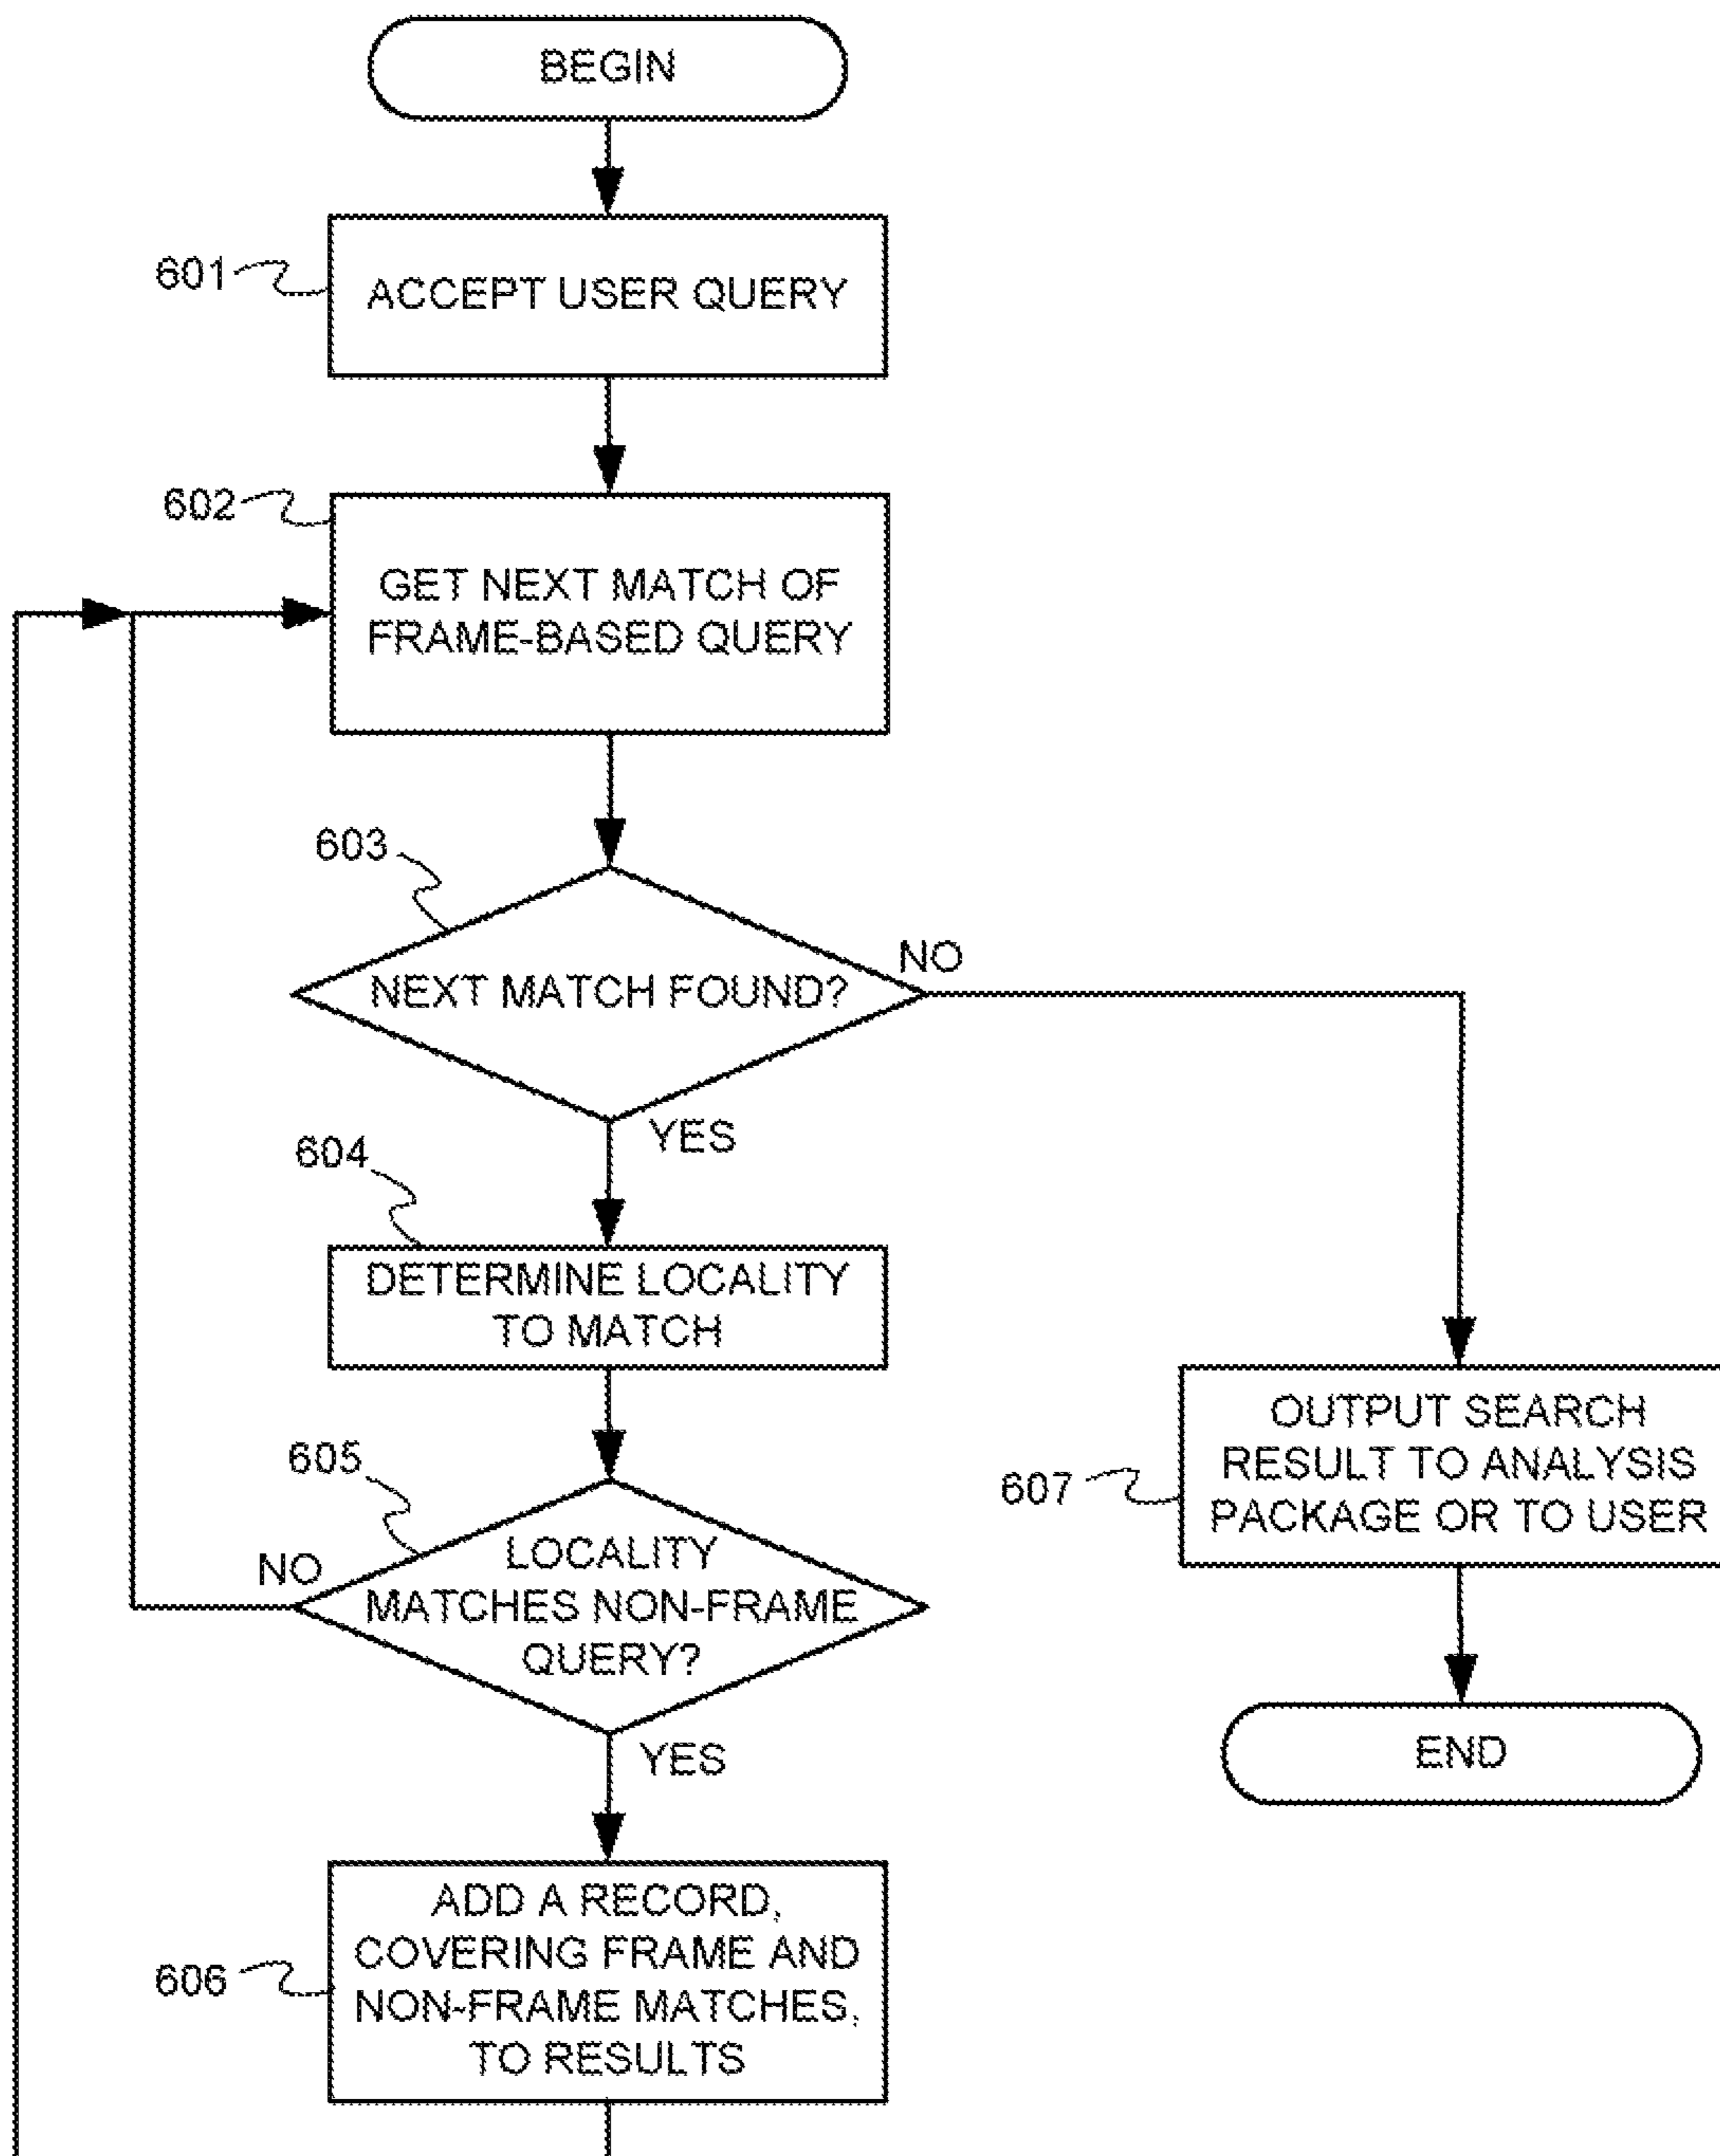 BEGIN
601
ACCEPT USER QUERY
602
GET NEXT MATCH OF
FRAME-BASED QUERY
603
NEXT MATCH FOUND?
NO
YES
604
DETERMINE LOCALITY
TO MATCH
605
LOCALITY
MATCHES NON-FRAME
QUERY?
NO
YES
606
ADD A RECORD,
COVERING FRAME AND
NON-FRAME MATCHES,
TO RESULTS
607
OUTPUT SEARCH
RESULT TO ANALYSIS
PACKAGE OR TO USER
END